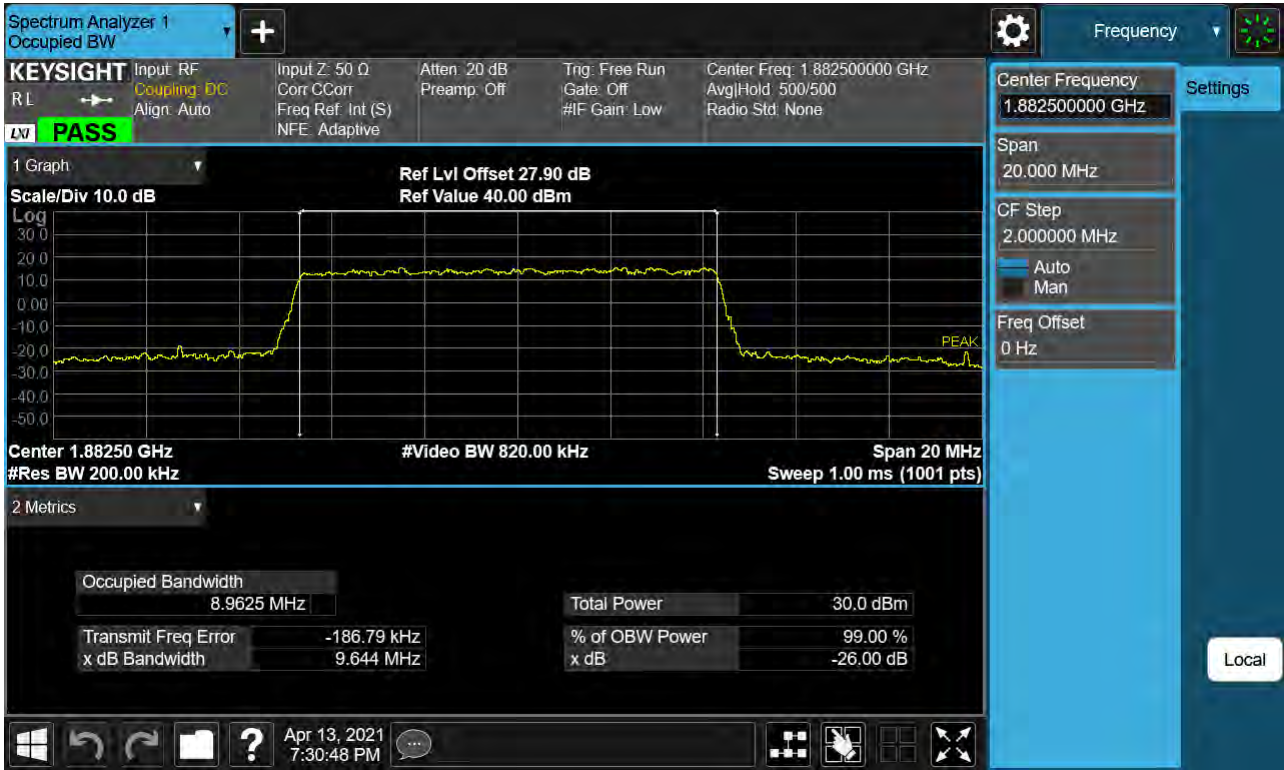 Spectrum Analyzer 1
Occupied BW
Frequency
KEYSIGHT
RL
LXI PASS
Input: RF
Coupling: DC
Align: Auto
Input Z: 50 Ω
Corr CCorr
Freq Ref: Int (S)
NFE: Adaptive
Atten: 20 dB
Preamp: Off
Trig: Free Run
Gate: Off
#IF Gain: Low
Center Freq: 1.882500000 GHz
Avg|Hold: 500/500
Radio Std: None
Center Frequency
1.882500000 GHz
Settings
Span
20.000 MHz
CF Step
2.000000 MHz
Auto
Man
Freq Offset
0 Hz
Local
1 Graph
Scale/Div 10.0 dB
Ref Lvl Offset 27.90 dB
Ref Value 40.00 dBm
Log
30.0
20.0
10.0
0.00
-10.0
-20.0
-30.0
-40.0
-50.0
PEAK
Center 1.88250 GHz
#Video BW 820.00 kHz
Span 20 MHz
#Res BW 200.00 kHz
Sweep 1.00 ms (1001 pts)
2 Metrics
Occupied Bandwidth
8.9625 MHz
Total Power 30.0 dBm
Transmit Freq Error -186.79 kHz
% of OBW Power 99.00 %
x dB Bandwidth 9.644 MHz
x dB -26.00 dB
?
Apr 13, 2021
7:30:48 PM